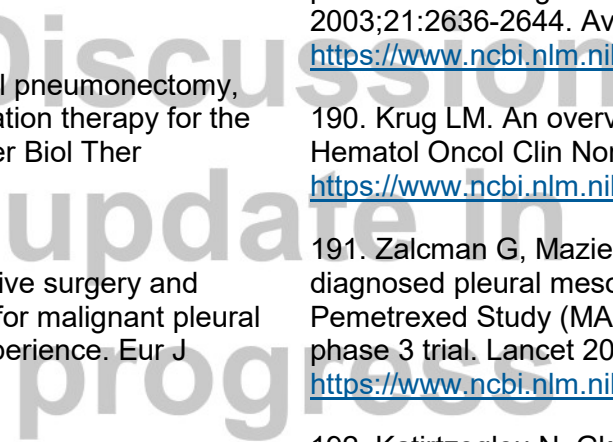 l pneumonectomy,
ation therapy for the
er Biol Ther
ive surgery and
for malignant pleural
perience. Eur J
2003;21:2636-2644. Av
https://www.ncbi.nlm.nil
190. Krug LM. An overv
Hematol Oncol Clin Nor
https://www.ncbi.nlm.nil
191. Zalcman G, Mazie
diagnosed pleural meso
Pemetrexed Study (MA
phase 3 trial. Lancet 20
https://www.ncbi.nlm.nil
Discussion
update in
progress